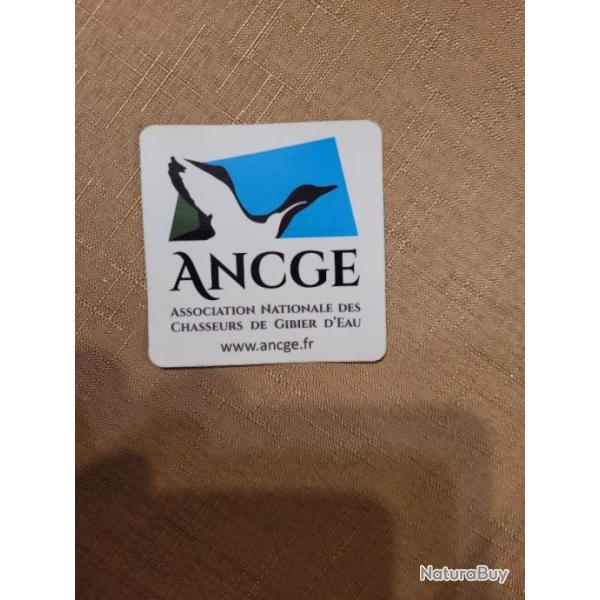 ANCGE
ASSOCIATION NATIONALE DES
CHASSEURS DE GIBIER D'EAU
www.ancge.fr
NaturaBuy